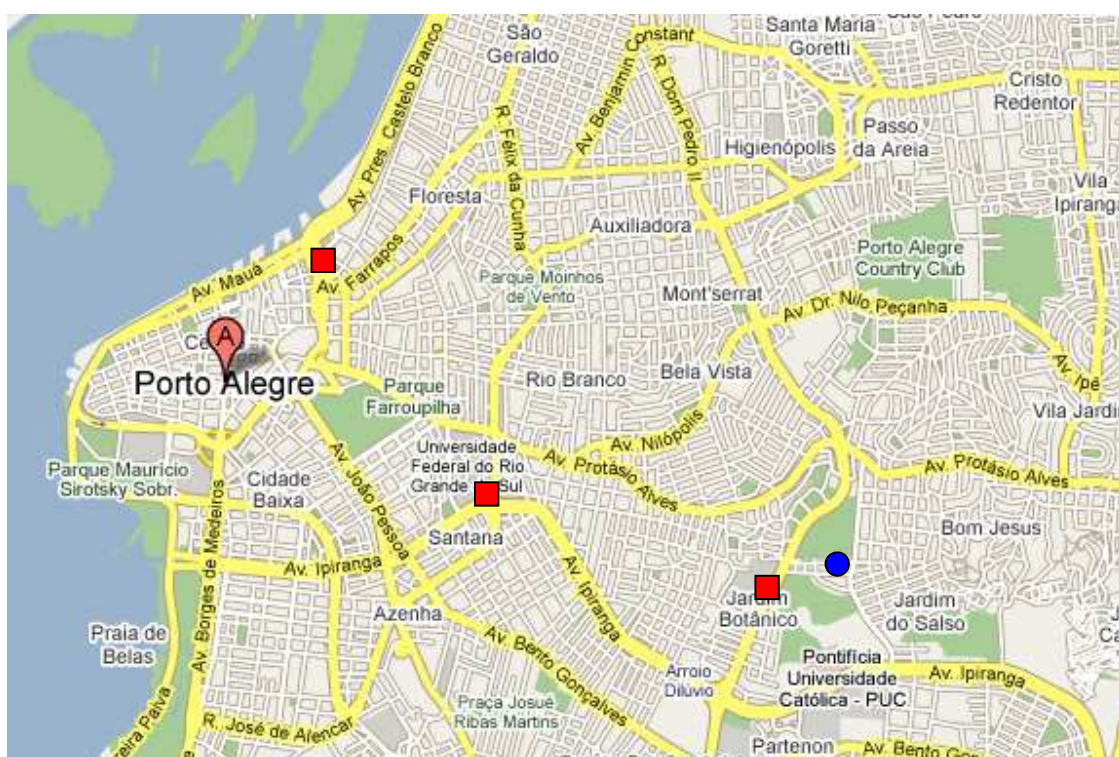 Santa Maria
Goretti
São
Geraldo
Constant
Av. Benjamin
R. Dom Pedro II
Cristo
Redentor
Av. Pres. Castelo Branco
R. Félix da Cunha
Higienópolis
Passo
da Areia
Vila -
Ipiranga
Floresta
Auxiliadora
Porto Alegre
Country Club
Av. Mauá
Av. Farrapos
Parque Moinhos
de Vento
Mont'serrat
Av. Dr. Nilo Peçanha
A
Porto Alegre
Parque
Farroupilha
Rio Branco
Bela Vista
Av. Ipê
Vila Jardi
Av. Nilópolis
Universidade
Federal do Rio
Grande Sul
Av. Protásio Alves
Av. Protásio Alves
Parque Maurício
Sirotsky Sobr.
Cidade
Baixa
Av. João Pessoa
Av. Borges de Medeiros
Santana
Bom Jesus
Av. Ipiranga
Av. Ipiranga
Azenha
Jardim
Botânico
Jardim
do Salso
Praia de
Belas
Av. Bento Gonçalves
Arroio
Dilúvio
Pontifícia
Universidade
Católica - PUC
Av. Ipiranga
Praça Josué
Ribas Martins
R. José de Alencar
eira Paiva
Partenon
Av. Bento Gon